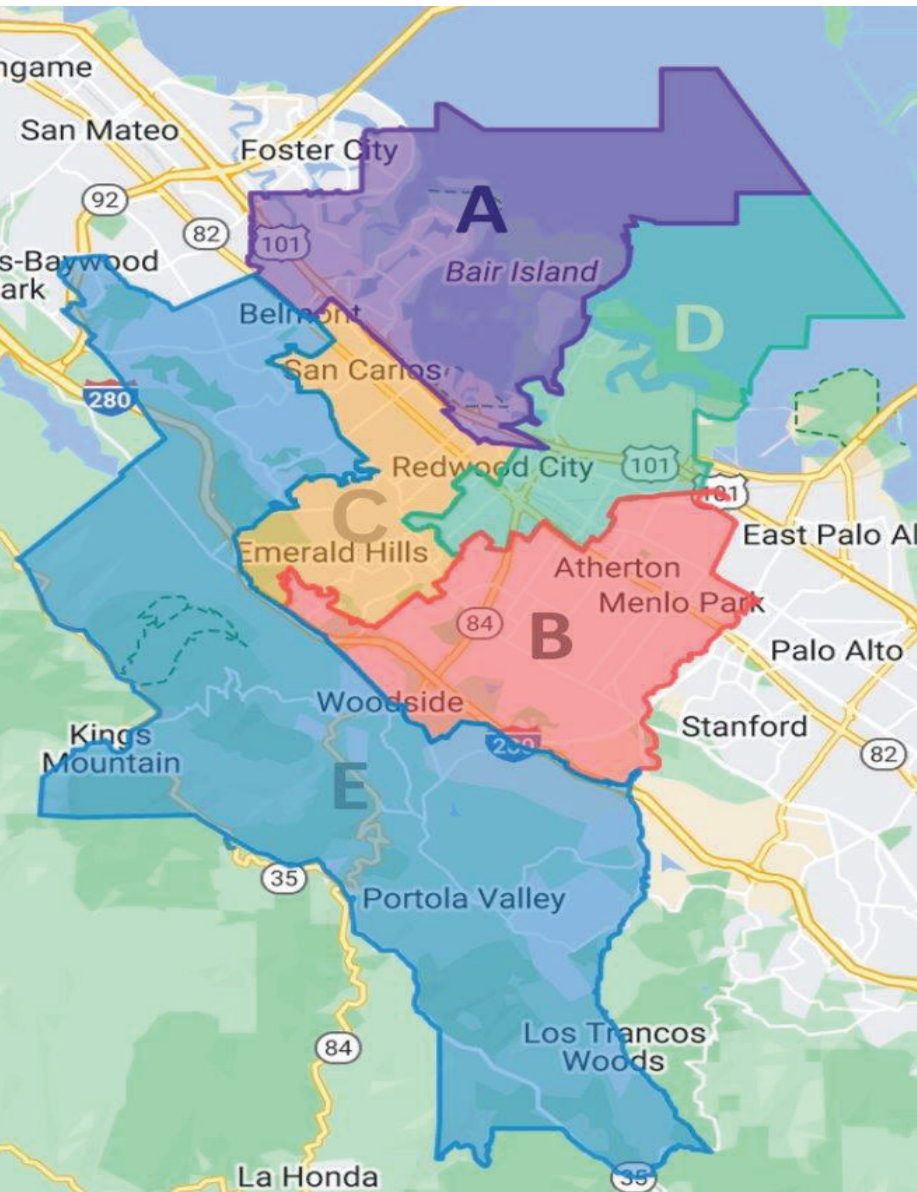 ngame
San Mateo
Foster City
92
82
101
A
s-Baywood
ark
Bair Island
Belmont
D
San Carlos
280
Redwood City
101
101
C
East Palo Al
Emerald Hills
Atherton
Menlo Park
84
B
Palo Alto
Woodside
Stanford
Kings
Mountain
280
82
E
35
Portola Valley
Los Trancos
Woods
84
La Honda
35